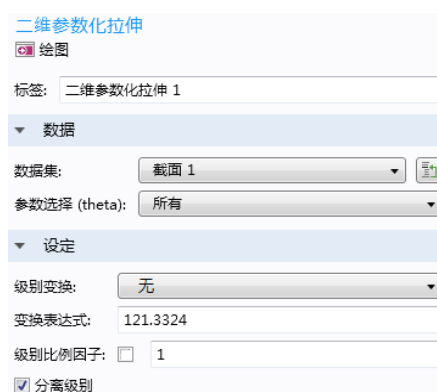 二维参数化拉伸
绘图
标签: 二维参数化拉伸 1
数据
数据集: 截面 1
参数选择 (theta): 所有
设定
级别变换: 无
变换表达式: 121.3324
级别比例因子: 1
分离级别